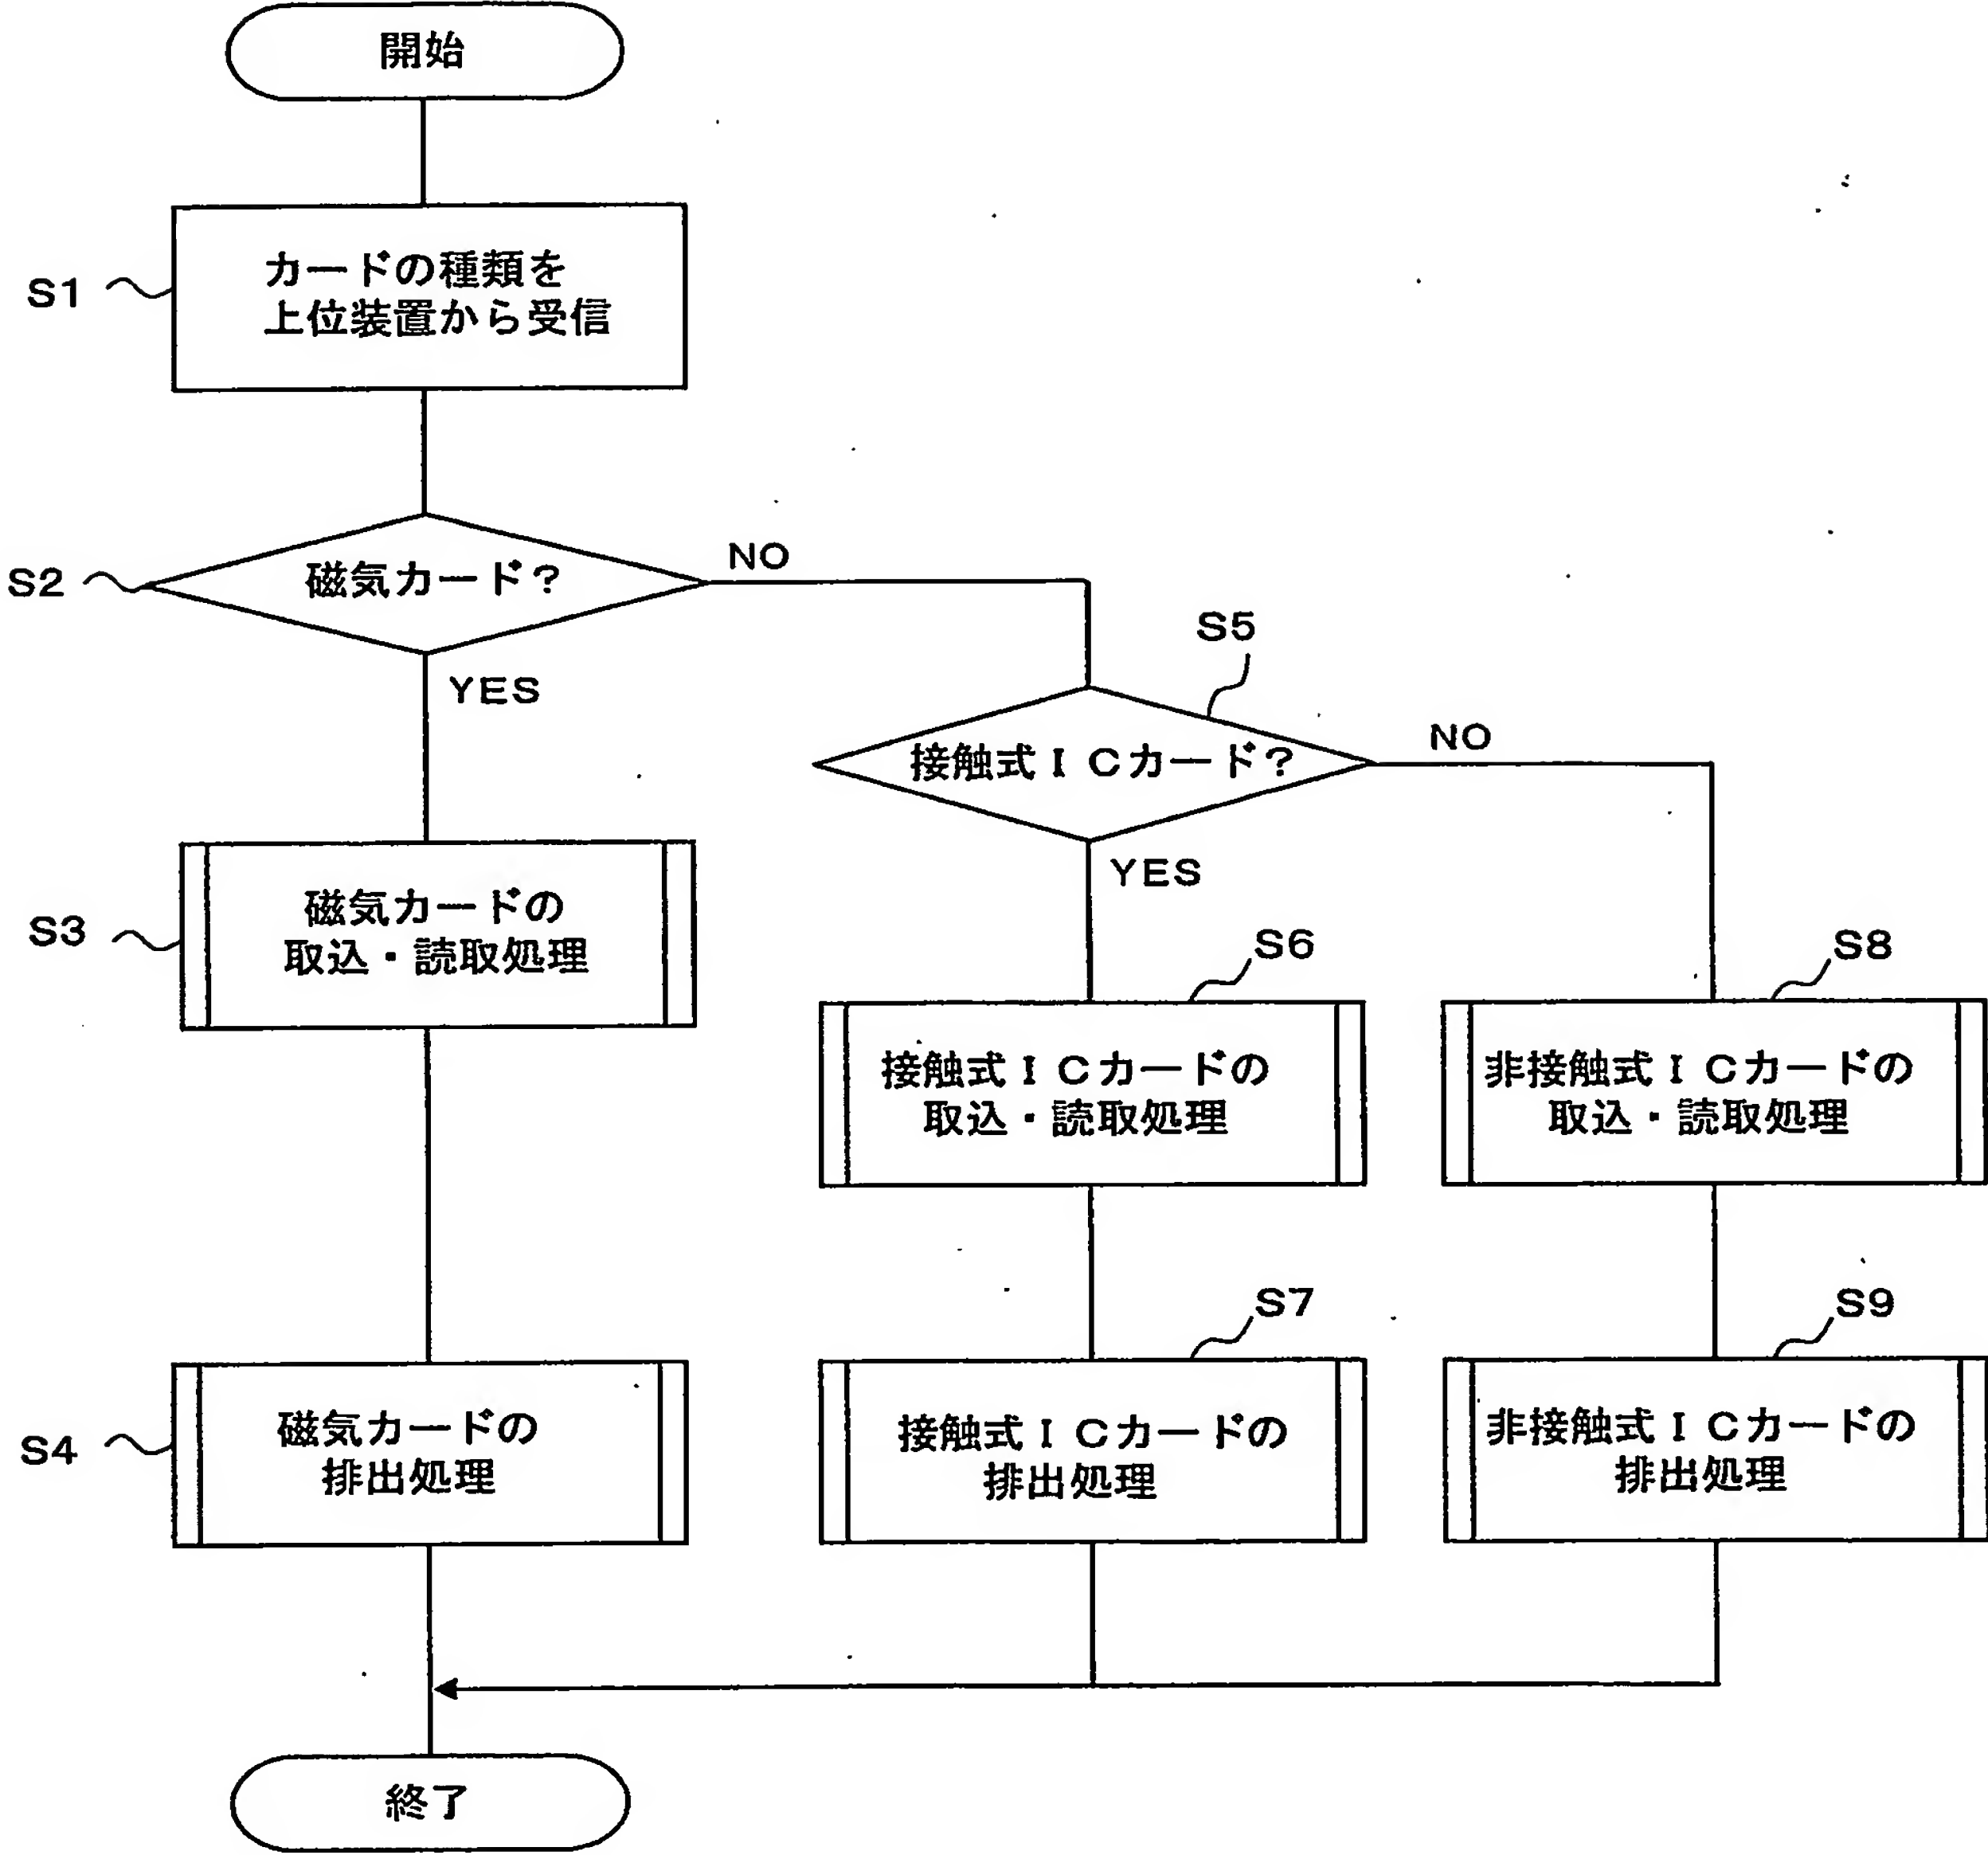 開始
S1
カードの種類を
上位装置から受信
S2
磁気カード？
NO
YES
S5
接触式ＩＣカード？
NO
YES
S3
磁気カードの
取込・読取処理
S6
接触式ＩＣカードの
取込・読取処理
S8
非接触式ＩＣカードの
取込・読取処理
S4
磁気カードの
排出処理
S7
接触式ＩＣカードの
排出処理
S9
非接触式ＩＣカードの
排出処理
終了